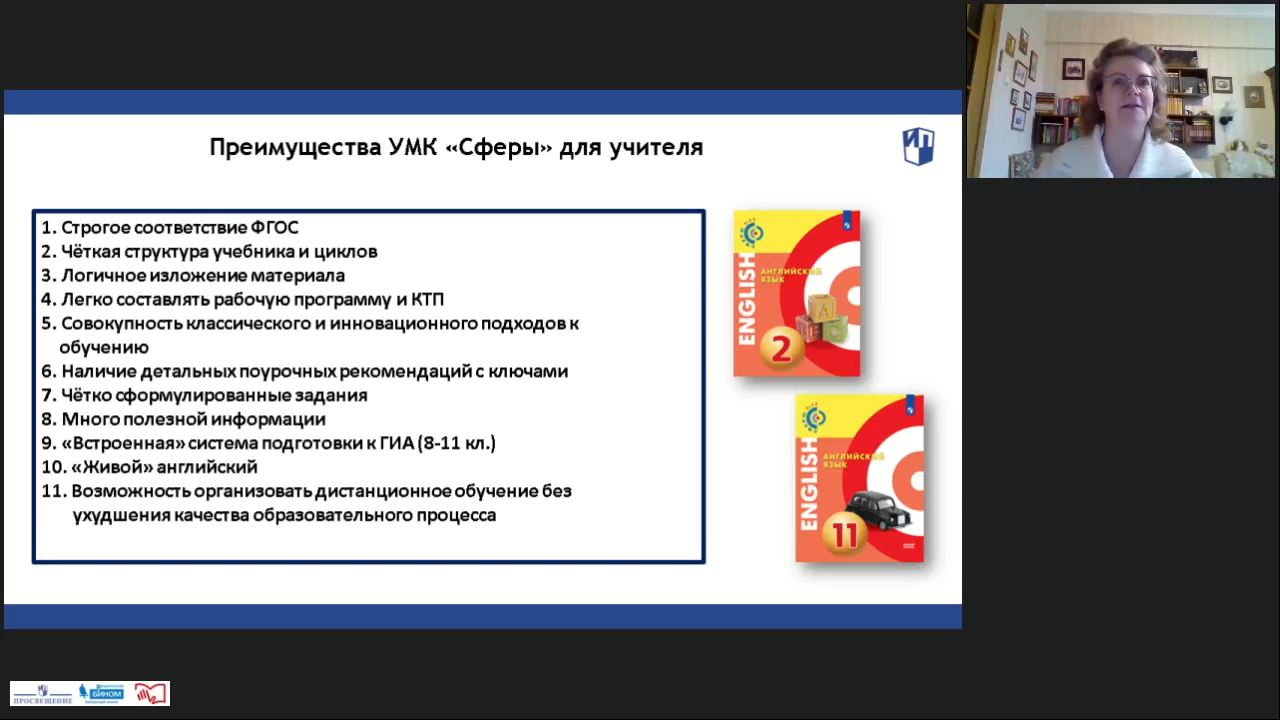 Преимущества УМК «Сферы» для учителя
1. Строгое соответствие ФГОС
2. Чёткая структура учебника и циклов
3. Логичное изложение материала
4. Легко составлять рабочую программу и КТП
5. Совокупность классического и инновационного подходов к
обучению
6. Наличие детальных поурочных рекомендаций с ключами
7. Чётко сформулированные задания
8. Много полезной информации
9. «Встроенная» система подготовки к ГИА (8-11 кл.)
10. «Живой» английский
11. Возможность организовать дистанционное обучение без
ухудшения качества образовательного процесса
ИП
ENGLISH
АНГЛИЙСКИЙ
ЯЗЫК
A
2
ENGLISH
АНГЛИЙСКИЙ
ЯЗЫК
11
ПРОСВЕЩЕНИЕ
БИНОМ